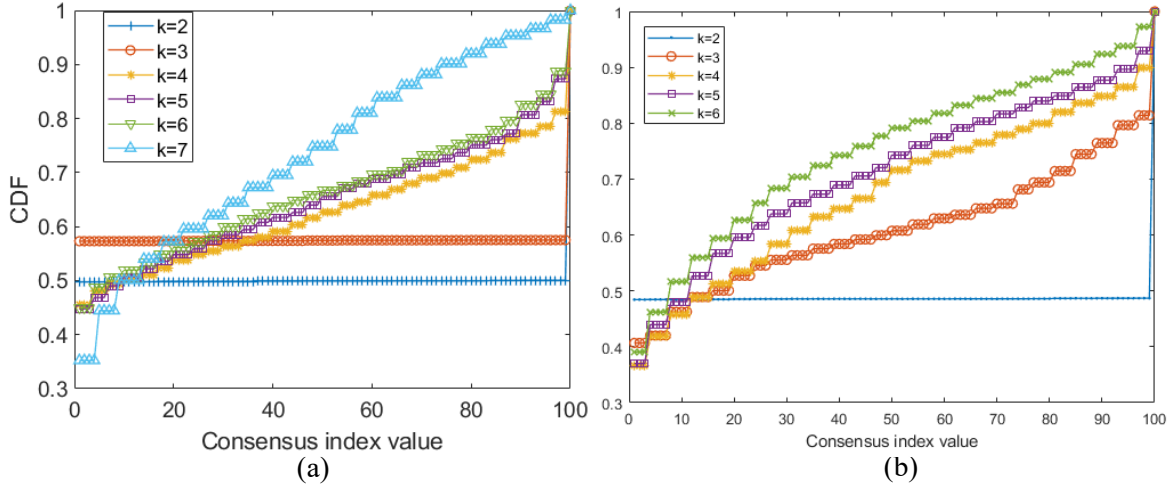 1
0.9
0.8
0.7
0.6
0.5
0.4
0.3
CDF
k=2
k=3
k=4
k=5
k=6
k=7
0 20 40 60 80 100
Consensus index value
(a)
1
0.9
0.8
0.7
0.6
0.5
0.4
0.3
k=2
k=3
k=4
k=5
k=6
0 10 20 30 40 50 60 70 80 90 100
Consensus index value
(b)